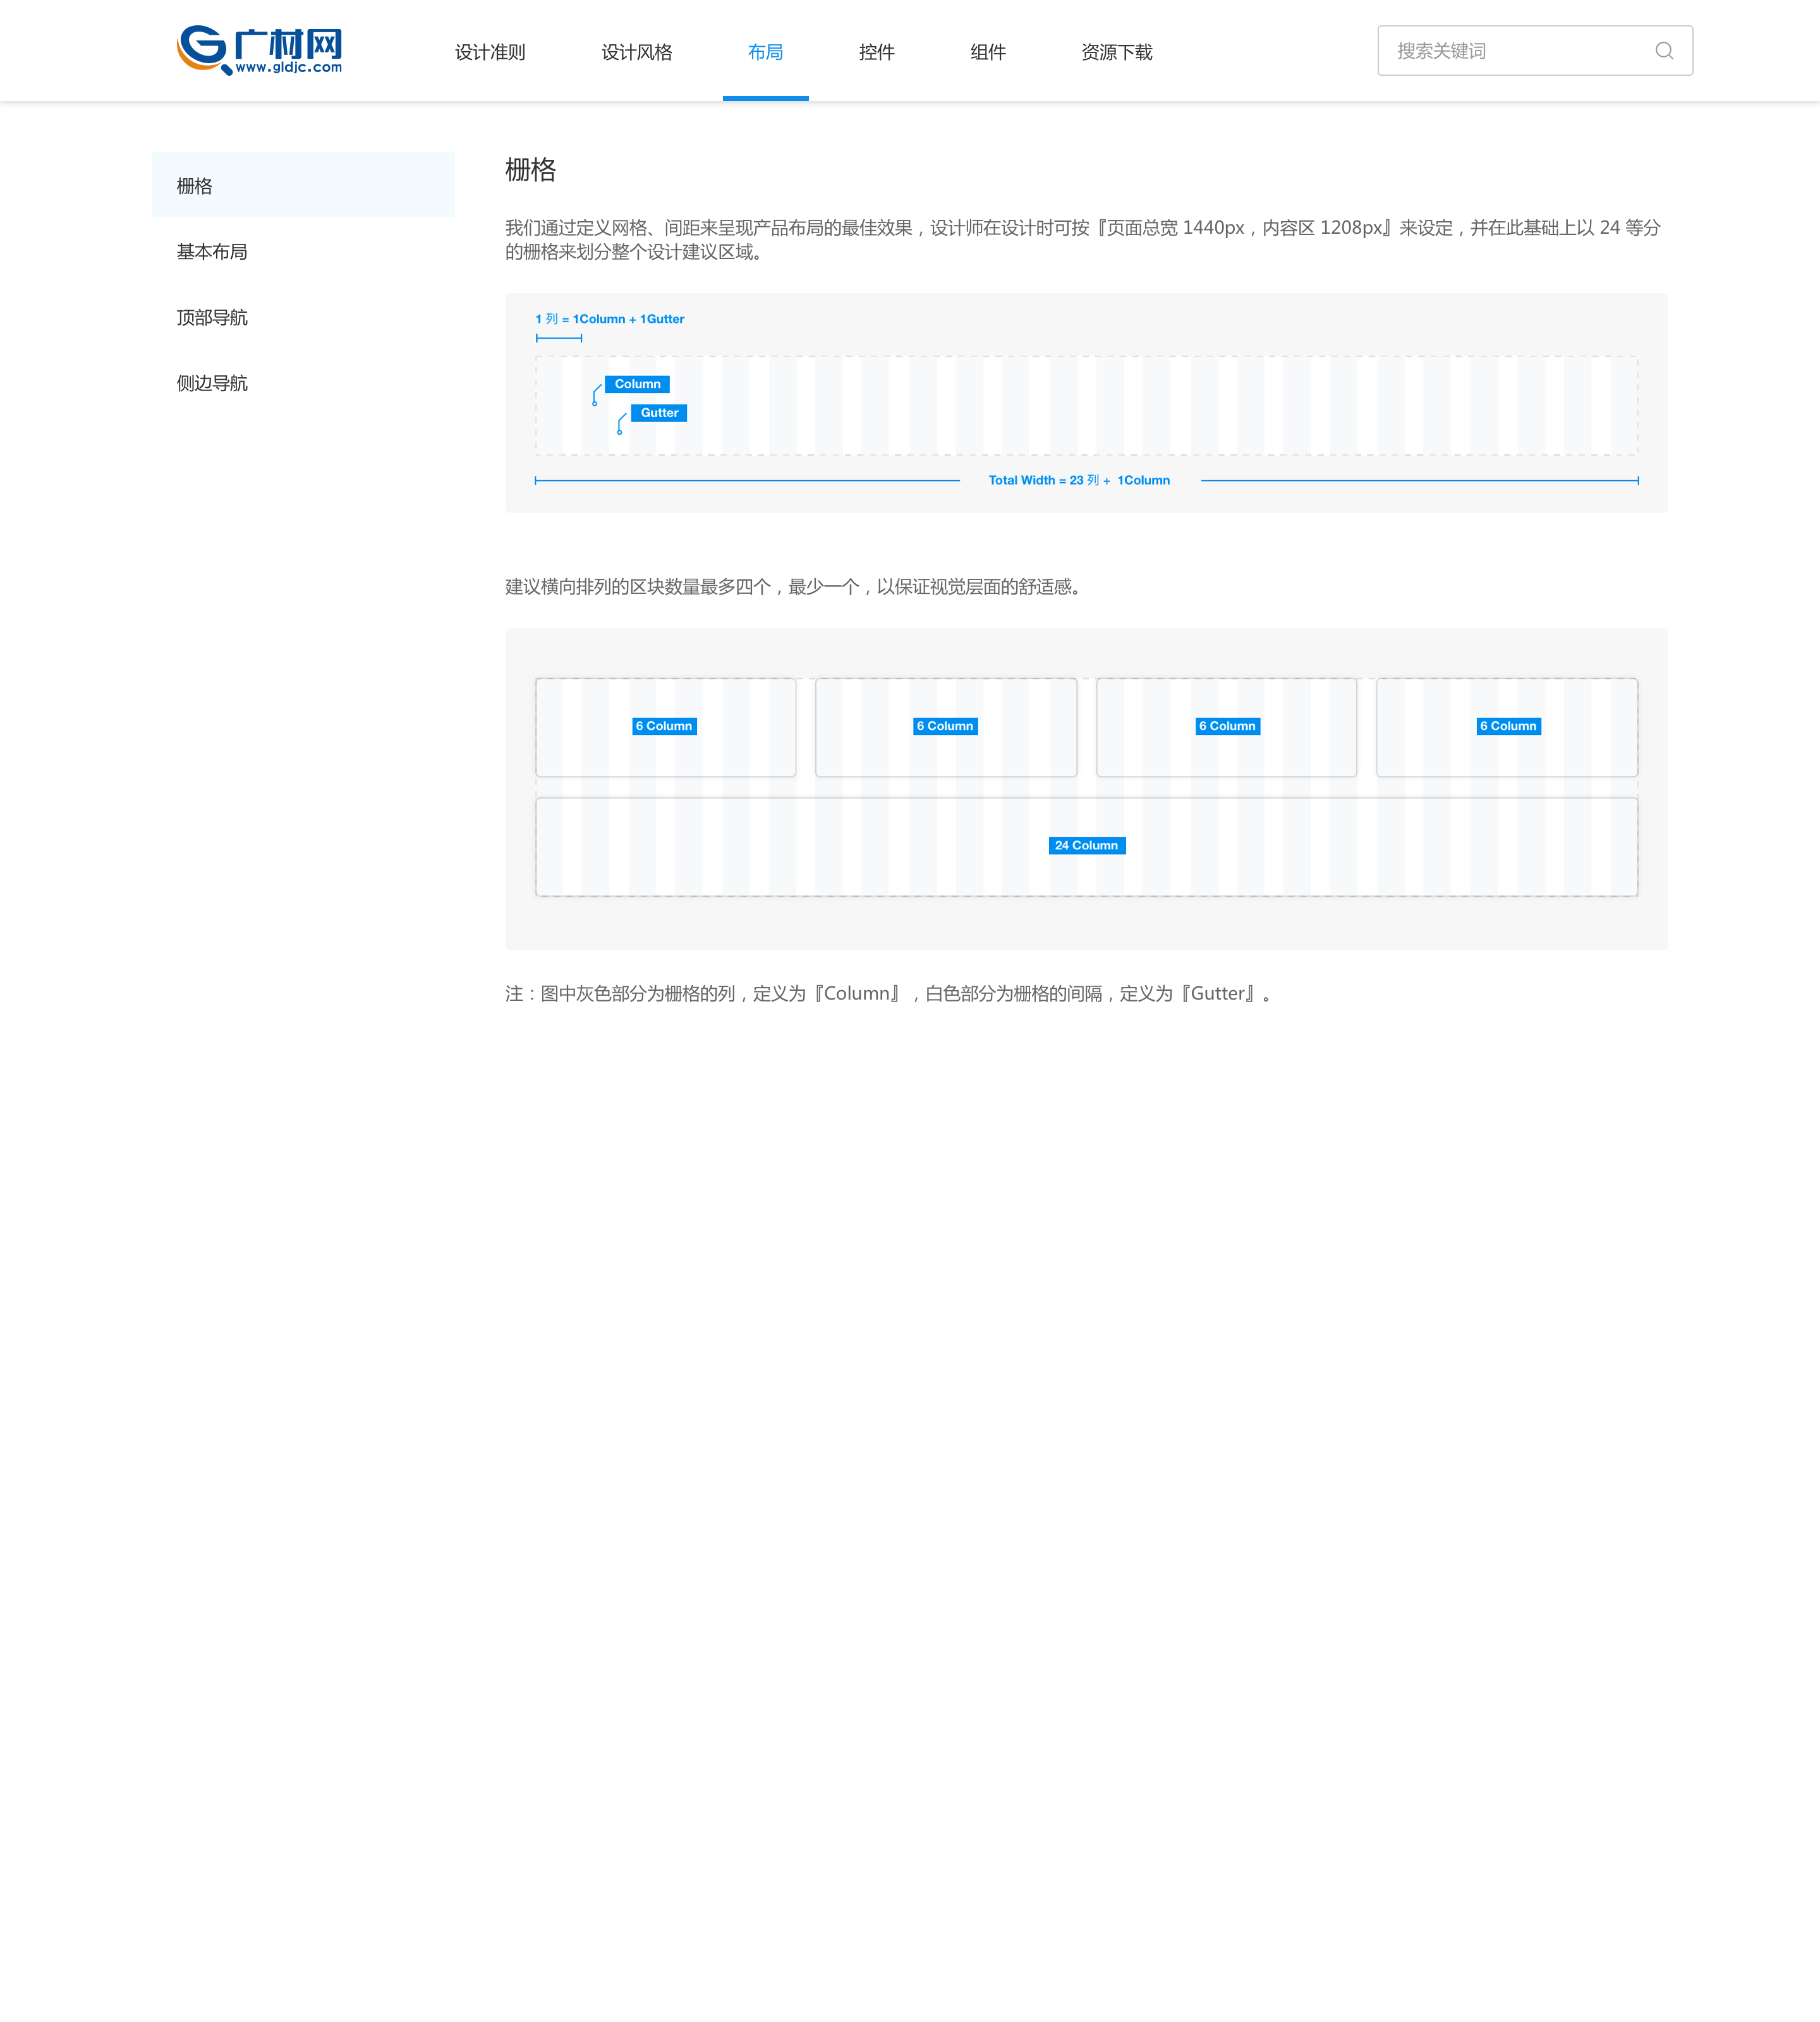 广材网
www.gldjc.com
设计准则
设计风格
布局
控件
组件
资源下载
搜索关键词
栅格
基本布局
顶部导航
侧边导航
栅格
我们通过定义网格、间距来呈现产品布局的最佳效果，设计师在设计时可按『页面总宽 1440px，内容区 1208px』来设定，并在此基础上以 24 等分
的栅格来划分整个设计建议区域。
1 列 = 1Column + 1Gutter
Column
Gutter
Total Width = 23 列 + 1Column
建议横向排列的区块数量最多四个，最少一个，以保证视觉层面的舒适感。
6 Column
6 Column
6 Column
6 Column
24 Column
注：图中灰色部分为栅格的列，定义为『Column』，白色部分为栅格的间隔，定义为『Gutter』。